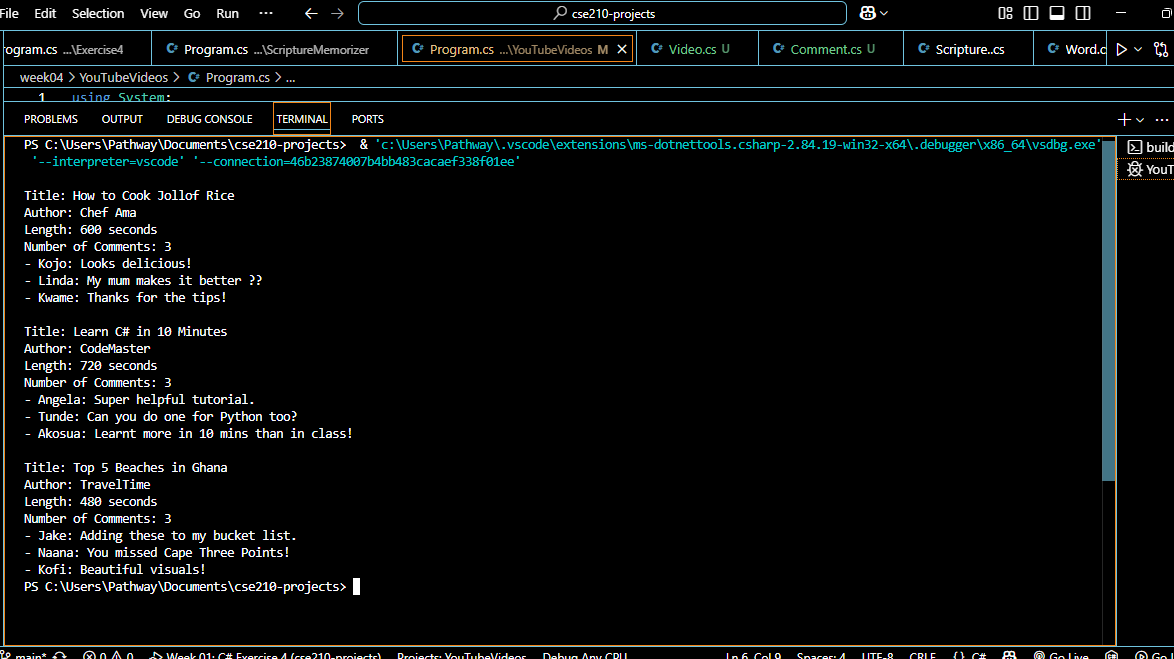 File Edit Selection View Go Run ··· ← → cse210-projects
rogram.cs ...\Exercise4 Program.cs ...\ScriptureMemorizer Program.cs ...\YouTubeVideos M Video.cs U Comment.cs U Scripture..cs Word.c
week04 > YouTubeVideos > Program.cs > ...
1 using System;
PROBLEMS OUTPUT DEBUG CONSOLE TERMINAL PORTS
PS C:\Users\Pathway\Documents\cse210-projects> & 'c:\Users\Pathway\.vscode\extensions\ms-dotnettools.csharp-2.84.19-win32-x64\.debugger\x86_64\vsdbg.exe'
'--interpreter=vscode' '--connection=46b23874007b4bb483cacaef338f01ee'
build
YouT
Title: How to Cook Jollof Rice
Author: Chef Ama
Length: 600 seconds
Number of Comments: 3
- Kojo: Looks delicious!
- Linda: My mum makes it better ??
- Kwame: Thanks for the tips!
Title: Learn C# in 10 Minutes
Author: CodeMaster
Length: 720 seconds
Number of Comments: 3
- Angela: Super helpful tutorial.
- Tunde: Can you do one for Python too?
- Akosua: Learnt more in 10 mins than in class!
Title: Top 5 Beaches in Ghana
Author: TravelTime
Length: 480 seconds
Number of Comments: 3
- Jake: Adding these to my bucket list.
- Naana: You missed Cape Three Points!
- Kofi: Beautiful visuals!
PS C:\Users\Pathway\Documents\cse210-projects>
main* 0 0 Week 01: C# Exercise 4 (cse210-projects) Projects: YouTubeVideos Debug Any CPU Ln 6, Col 9 Spaces: 4 UTF-8 CRLF {} C# Go Live Go